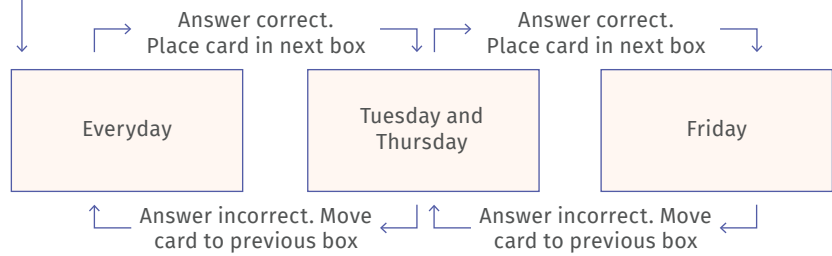 Answer correct.
Place card in next box
Answer correct.
Place card in next box
Everyday
Tuesday and
Thursday
Friday
Answer incorrect. Move
card to previous box
Answer incorrect. Move
card to previous box